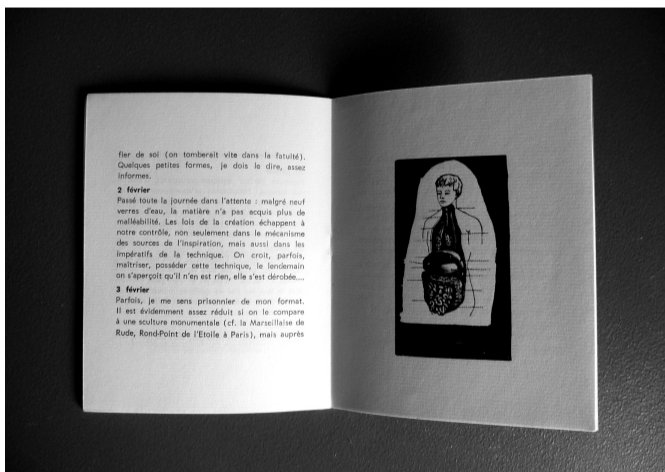 fier de soi (on tomberait vite dans la fatuité).
Quelques petites formes, je dois le dire, assez
informes.
2 février
Passé toute la journée dans l'attente : malgré neuf
verres d'eau, la matière n'a pas acquis plus de
malléabilité. Les lois de la création échappent à
notre contrôle, non seulement dans le mécanisme
des sources de l'inspiration, mais aussi dans les
impératifs de la technique. On croit, parfois,
maîtriser, posséder cette technique, le lendemain
on s'aperçoit qu'il n'en est rien, elle s'est dérobée....
3 février
Parfois, je me sens prisonnier de mon format.
Il est évidemment assez réduit si on le compare
à une sculture monumentale (cf. la Marseillaise de
Rude, Rond-Point de l'Etoile à Paris), mais auprès